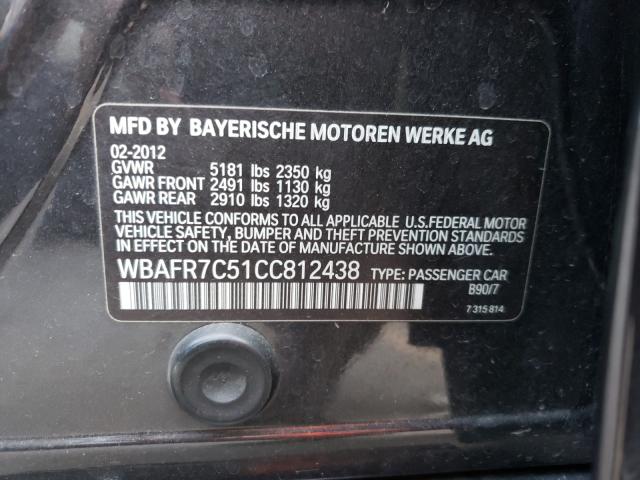 MFD BY BAYERISCHE MOTOREN WERKE AG
02-2012
GVWR 5181 lbs 2350 kg
GAWR FRONT 2491 lbs 1130 kg
GAWR REAR 2910 lbs 1320 kg
THIS VEHICLE CONFORMS TO ALL APPLICABLE U.S.FEDERAL MOTOR
VEHICLE SAFETY, BUMPER AND THEFT PREVENTION STANDARDS
IN EFFECT ON THE DATE OF MANUFACTURE SHOWN ABOVE.
WBAFR7C51CC812438 TYPE: PASSENGER CAR
B90/7
7 315 814